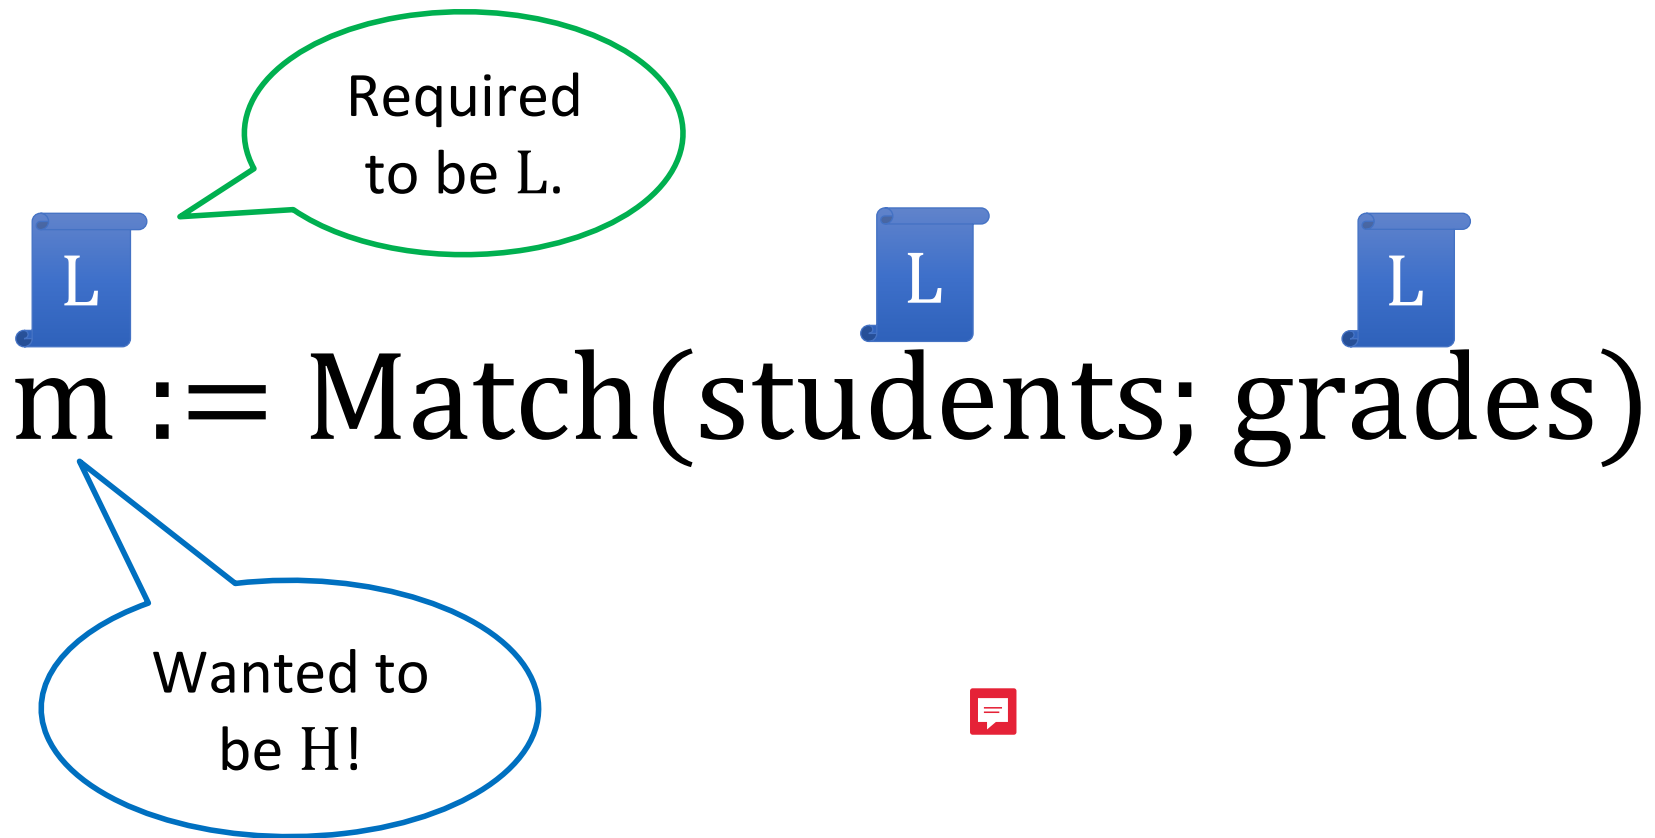 Required
to be L.
L
L
L
m := Match(students; grades)
Wanted to
be H!